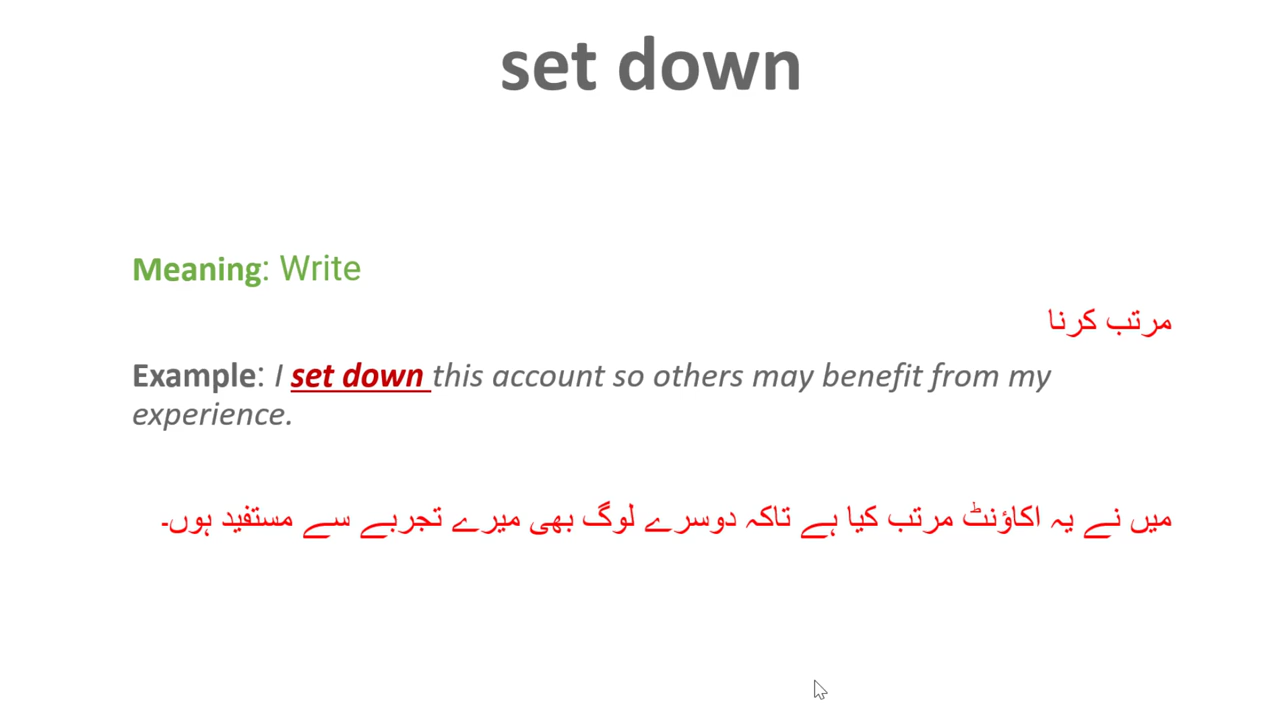 set down
Meaning: Write
مرتب کرنا
Example: I set down this account so others may benefit from my
experience.
میں نے یہ اکاؤنٹ مرتب کیا ہے تاکہ دوسرے لوگ بھی میرے تجربے سے مستفید ہوں۔